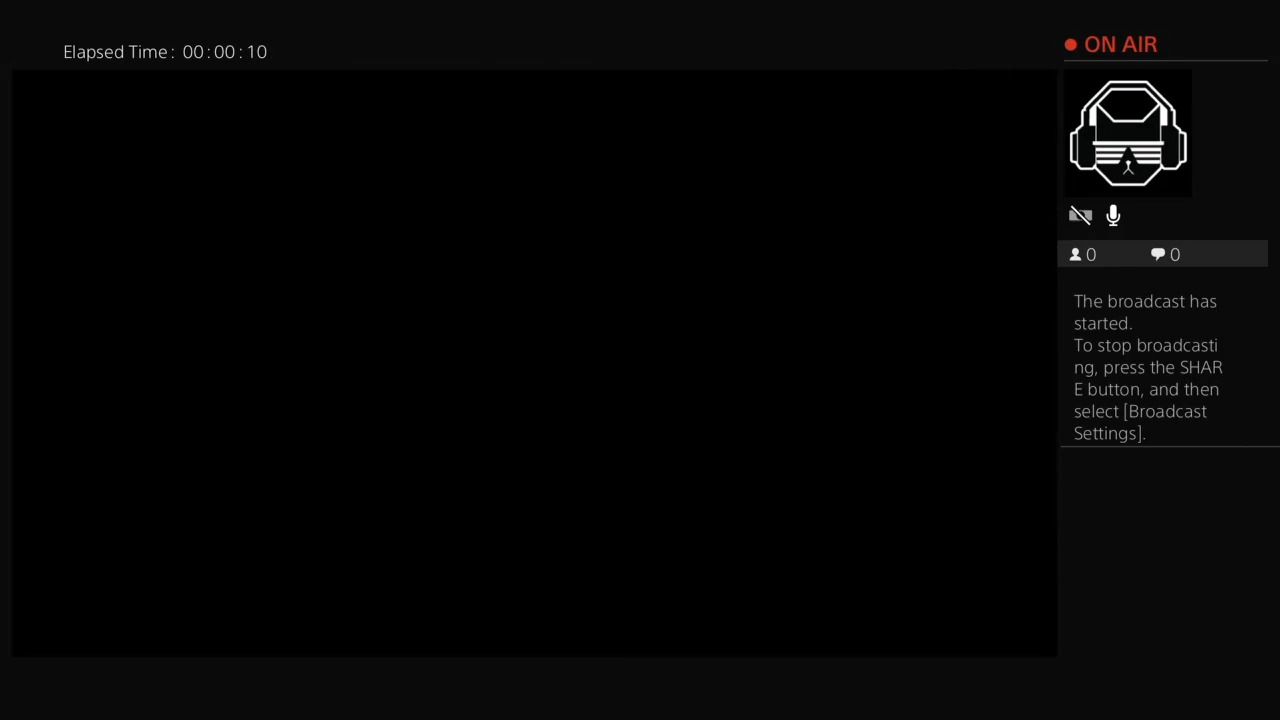 Elapsed Time: 00:00:10
ON AIR
0 0
The broadcast has
started.
To stop broadcasti
ng, press the SHAR
E button, and then
select [Broadcast
Settings].